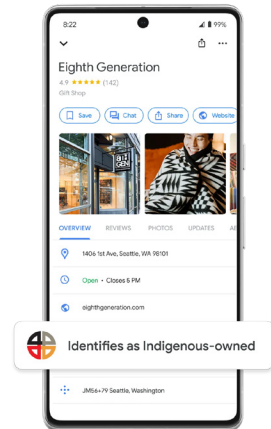 8:22
99%
Eighth Generation
4.9 ★★★★★ (142)
Gift Shop
Save
Chat
Share
Website
OVERVIEW REVIEWS PHOTOS UPDATES
1406 1st Ave, Seattle, WA 98101
Open • Closes 5 PM
eighthgeneration.com
Identifies as Indigenous-owned
JM56+79 Seattle, Washington